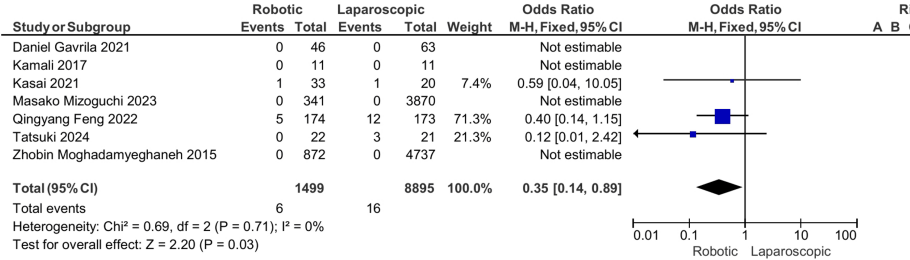 Robotic Laparoscopic Odds Ratio Odds Ratio Ri
Study or Subgroup Events Total Events Total Weight M-H, Fixed, 95% CI M-H, Fixed, 95% CI A B
Daniel Gavrila 2021 0 46 0 63 Not estimable
Kamali 2017 0 11 0 11 Not estimable
Kasai 2021 1 33 1 20 7.4% 0.59 [0.04, 10.05]
Masako Mizoguchi 2023 0 341 0 3870 Not estimable
Qingyang Feng 2022 5 174 12 173 71.3% 0.40 [0.14, 1.15]
Tatsuki 2024 0 22 3 21 21.3% 0.12 [0.01, 2.42]
Zhobin Moghadamyeghaneh 2015 0 872 0 4737 Not estimable
Total (95% CI) 1499 8895 100.0% 0.35 [0.14, 0.89]
Total events 6 16
Heterogeneity: Chi² = 0.69, df = 2 (P = 0.71); I² = 0%
Test for overall effect: Z = 2.20 (P = 0.03)
0.01 0.1 1 10 100
Robotic Laparoscopic